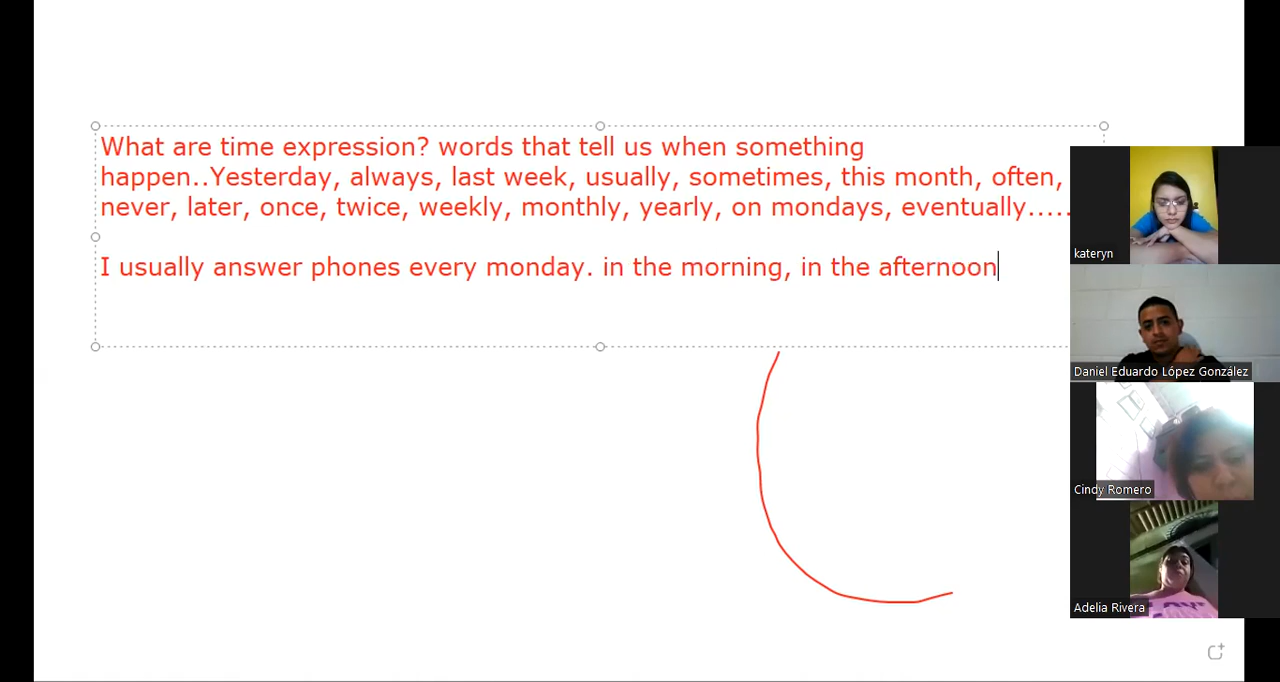 What are time expression? words that tell us when something
happen..Yesterday, always, last week, usually, sometimes, this month, often,
never, later, once, twice, weekly, monthly, yearly, on mondays, eventually.....
I usually answer phones every monday. in the morning, in the afternoon
kateryn
Daniel Eduardo López González
Cindy Romero
Adelia Rivera